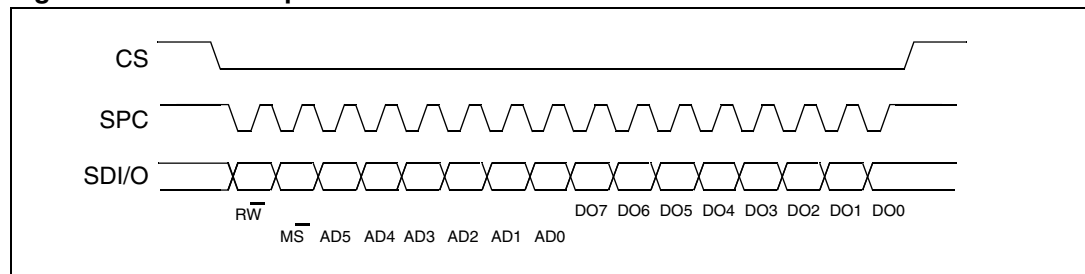 CS
SPC
SDI/O
RW DO7 DO6 DO5 DO4 DO3 DO2 DO1 DO0
MS AD5 AD4 AD3 AD2 AD1 AD0